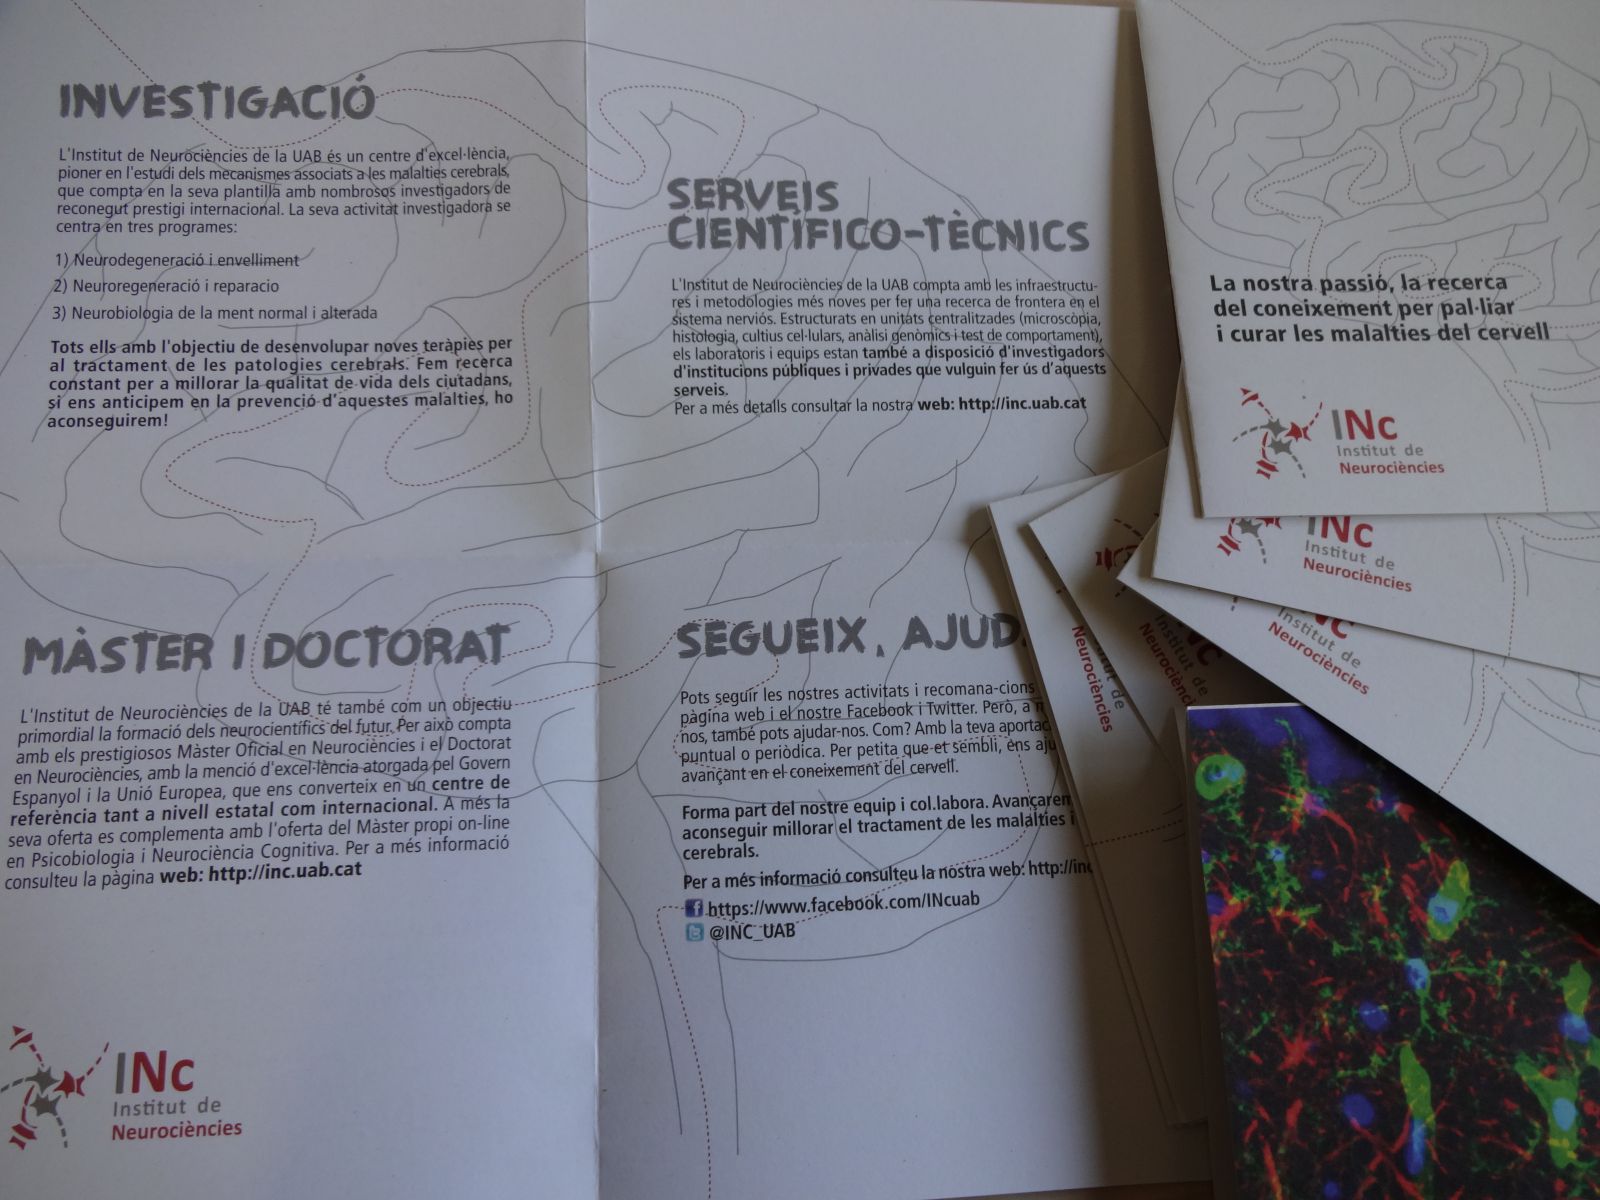 INVESTIGACIÓ
L'Institut de Neurociències de la UAB és un centre d'excel·lència,
pioner en l'estudi dels mecanismes associats a les malalties cerebrals,
que compta en la seva plantilla amb nombrosos investigadors de
reconegut prestigi internacional. La seva activitat investigadora se
centra en tres programes:
1) Neurodegeneració i envelliment
2) Neuroregeneració i reparacio
3) Neurobiologia de la ment normal i alterada
Tots ells amb l'objectiu de desenvolupar noves teràpies per
al tractament de les patologies cerebrals. Fem recerca
constant per a millorar la qualitat de vida dels ciutadans,
si ens anticipem en la prevenció d'aquestes malalties, ho
aconseguirem!
SERVEIS
CIENTÍFICO-TÈCNICS
L'Institut de Neurociències de la UAB compta amb les infraestructu-
res i metodologies més noves per fer una recerca de frontera en el
sistema nerviós. Estructurats en unitats centralitzades (microscòpia,
histologia, cultius cel·lulars, anàlisi genòmics i test de comportament),
els laboratoris i equips estan també a disposició d'investigadors
d'institucions públiques i privades que vulguin fer ús d'aquests
serveis.
Per a més detalls consultar la nostra web: http://inc.uab.cat
MÀSTER I DOCTORAT
L'Institut de Neurociències de la UAB té també com un objectiu
primordial la formació dels neurocientífics del futur. Per això compta
amb els prestigiosos Màster Oficial en Neurociències i el Doctorat
en Neurociències, amb la menció d'excel·lència atorgada pel Govern
Espanyol i la Unió Europea, que ens converteix en un centre de
referència tant a nivell estatal com internacional. A més la
seva oferta es complementa amb l'oferta del Màster propi on-line
en Psicobiologia i Neurociència Cognitiva. Per a més informació
consulteu la pàgina web: http://inc.uab.cat
INc
Institut de
Neurociències
SEGUEIX, AJUD
Pots seguir les nostres activitats i recomana-cions
pàgina web i el nostre Facebook i Twitter. Però, a
nos, també pots ajudar-nos. Com? Amb la teva
puntual o periòdica. Per petita que et sembli, ens
avançant en el coneixement del cervell.
Forma part del nostre equip i col.labora. Avançarem
aconseguir millorar el tractament de les malalties
cerebrals.
Per a més informació consulteu la nostra web: http://inc
https://www.facebook.com/INcuab
@INC_UAB
La nostra passió, la recerca
del coneixement per pal·liar
i curar les malalties del cervell
INc
Institut de
Neurociències
INc
Institut de
Neurociències
INc
Institut de
Neurociències
INc
Institut de
Neurociències
de
Neurociències